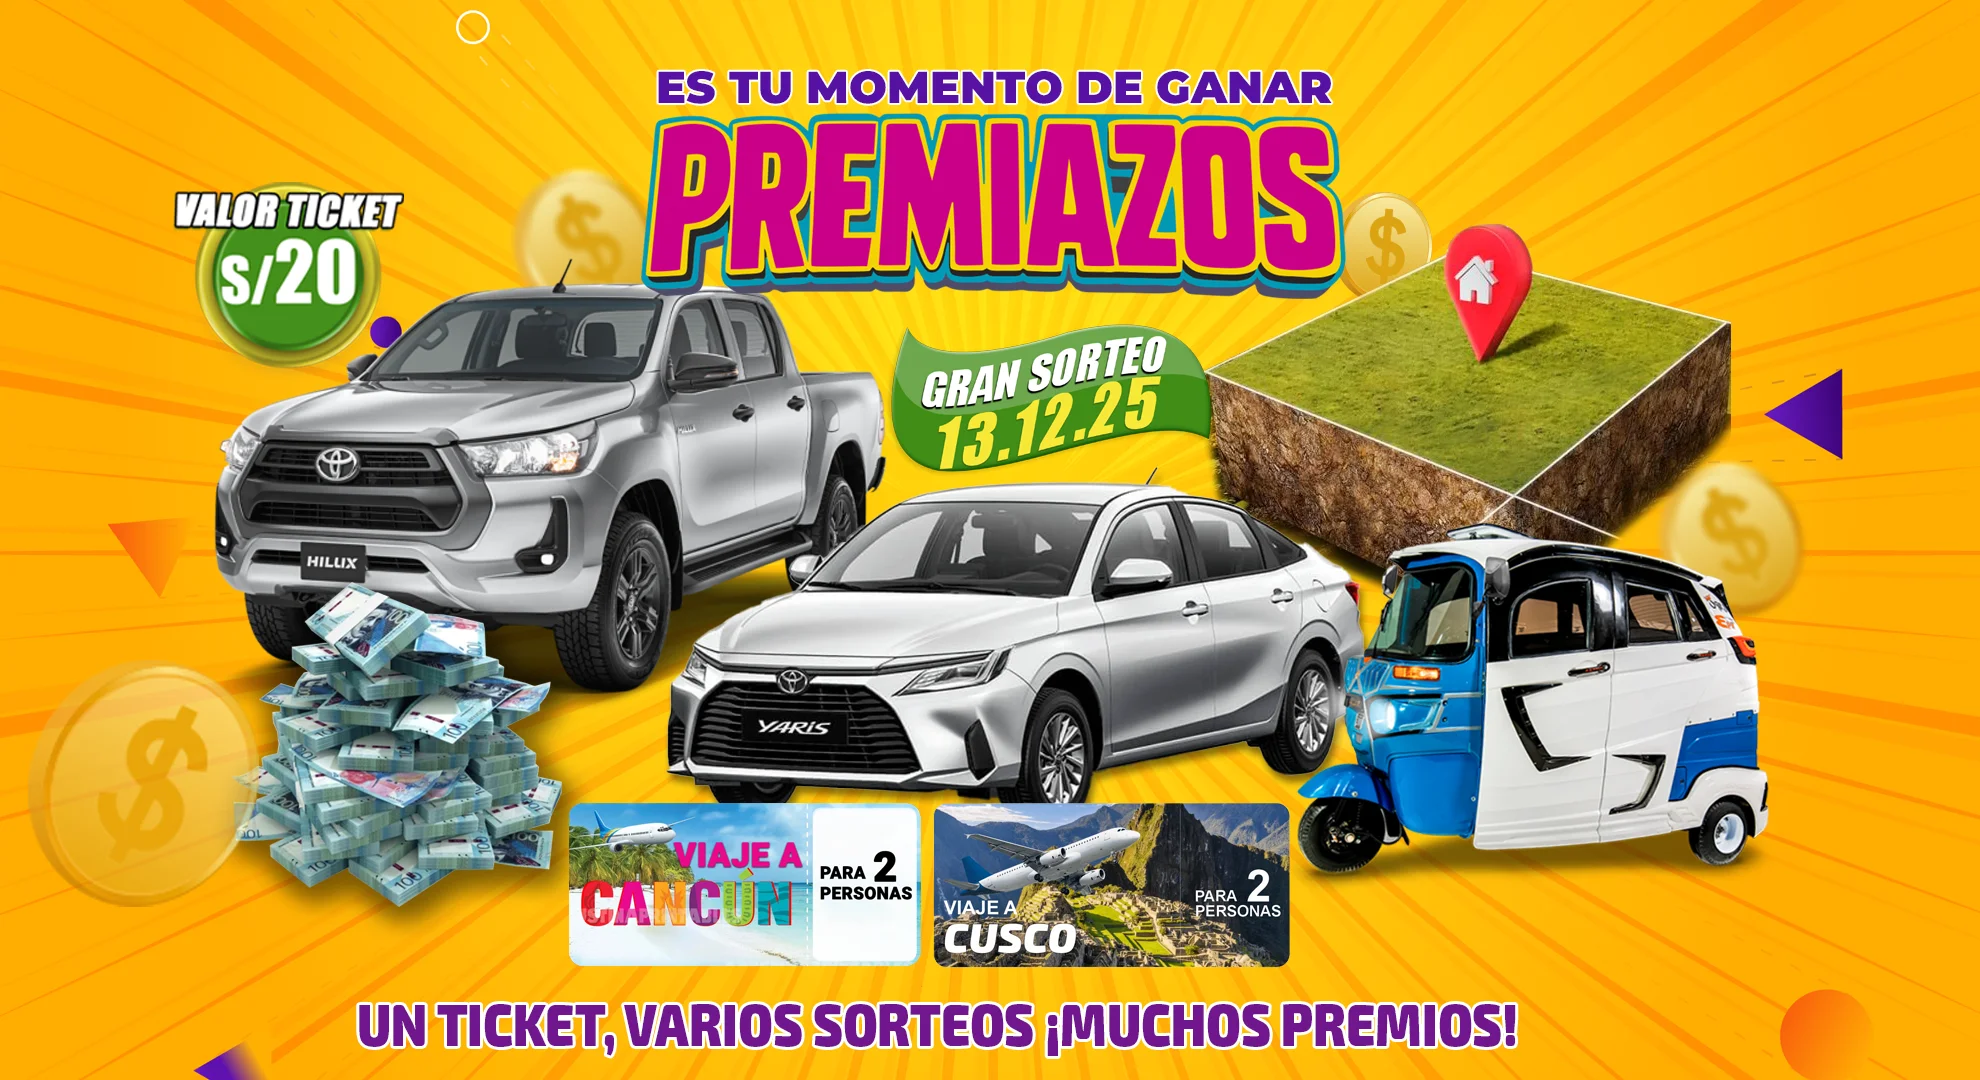 ES TU MOMENTO DE GANAR
PREMIAZOS
VALOR TICKET
S/20
GRAN SORTEO
13.12.25
HILUX
YARIS
VIAJE A
CANCÚN
PARA 2
PERSONAS
VIAJE A
CUSCO
PARA 2
PERSONAS
UN TICKET, VARIOS SORTEOS ¡MUCHOS PREMIOS!